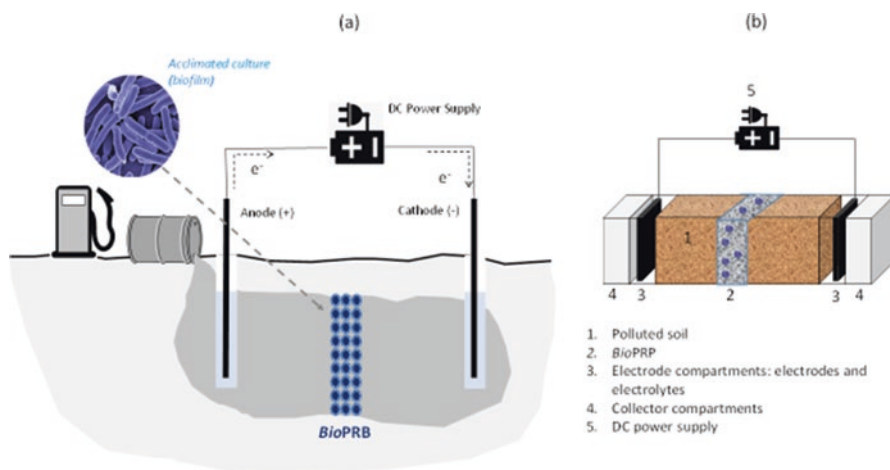 (a)
(b)
Acclimated culture
(biofilm)
DC Power Supply
5
+
e-
e-
Anode (+)
Cathode (-)
1
4 3 2 3 4
BioPRB
1. Polluted soil
2. BioPRP
3. Electrode compartments: electrodes and
electrolytes
4. Collector compartments
5. DC power supply